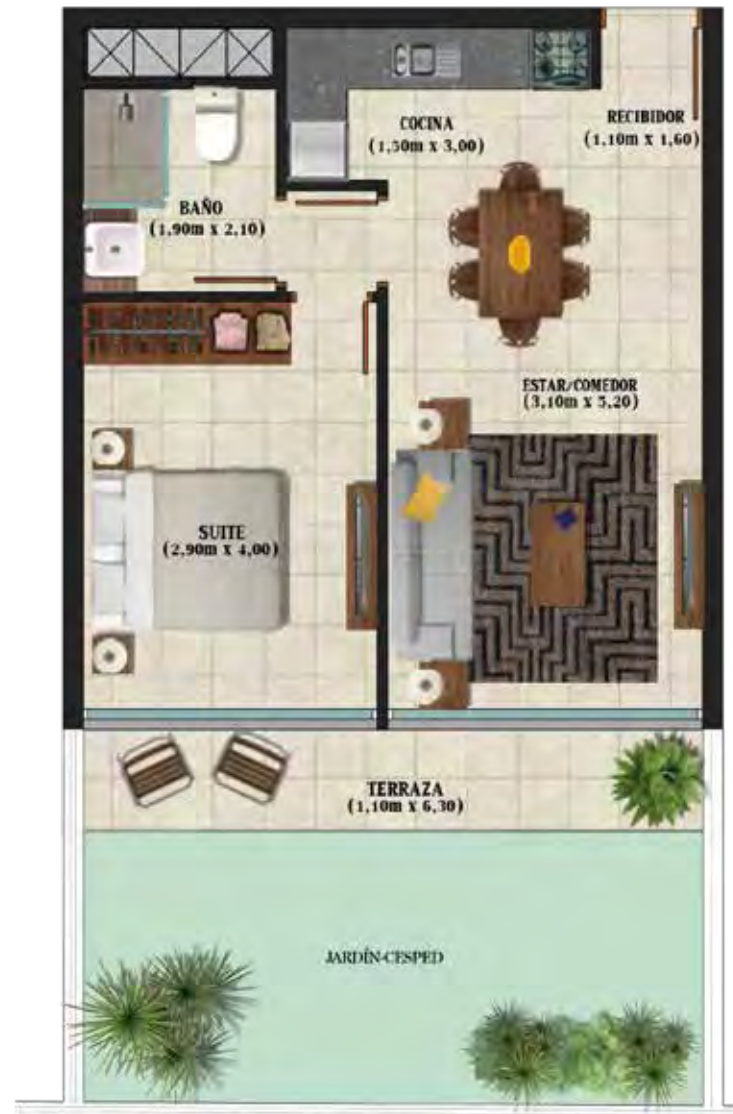 COCINA
(1,50m x 3,00)
RECIBIDOR
(1,10m x 1,60)
BAÑO
(1,90m x 2,10)
ESTAR/COMEDOR
(3,10m x 5,20)
SUITE
(2,90m x 4,00)
TERRAZA
(1,10m x 6,30)
JARDÍN-CESPED